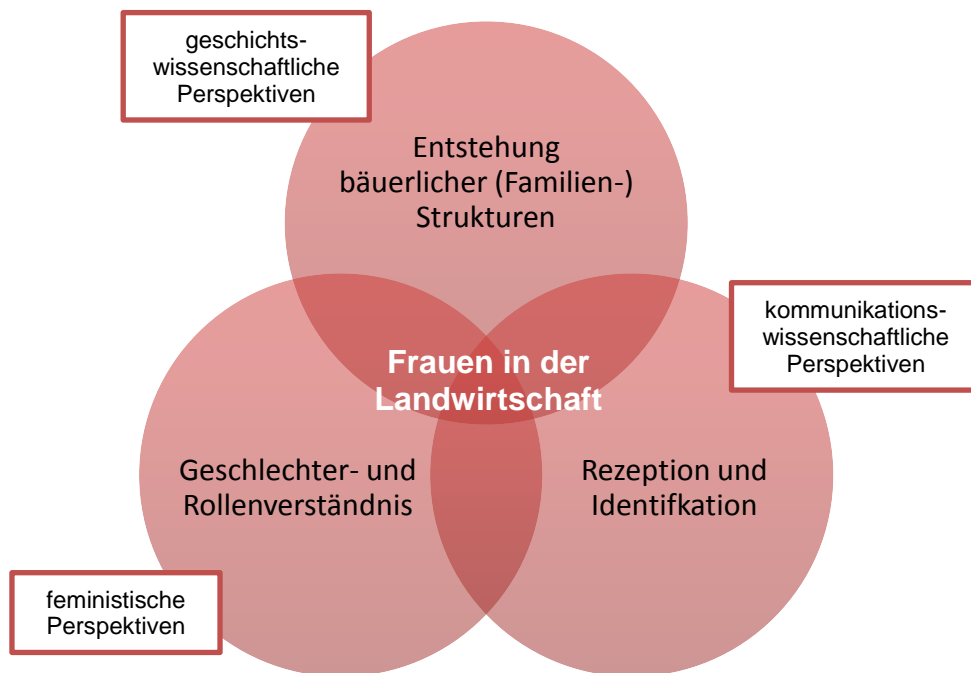 geschichts-
wissenschaftliche
Perspektiven
Entstehung
bäuerlicher (Familien-)
Strukturen
kommunikations-
wissenschaftliche
Perspektiven
Frauen in der
Landwirtschaft
Geschlechter- und
Rollenverständnis
Rezeption und
Identifkation
feministische
Perspektiven